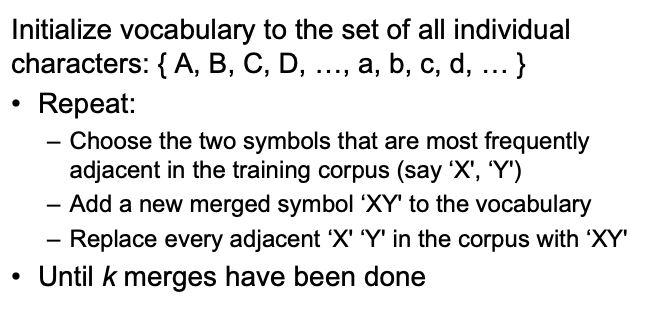 Initialize vocabulary to the set of all individual
characters: { A, B, C, D, …, a, b, c, d, … }
• Repeat:
– Choose the two symbols that are most frequently
adjacent in the training corpus (say ‘X', ‘Y')
– Add a new merged symbol ‘XY' to the vocabulary
– Replace every adjacent ‘X' ‘Y' in the corpus with ‘XY'
• Until k merges have been done